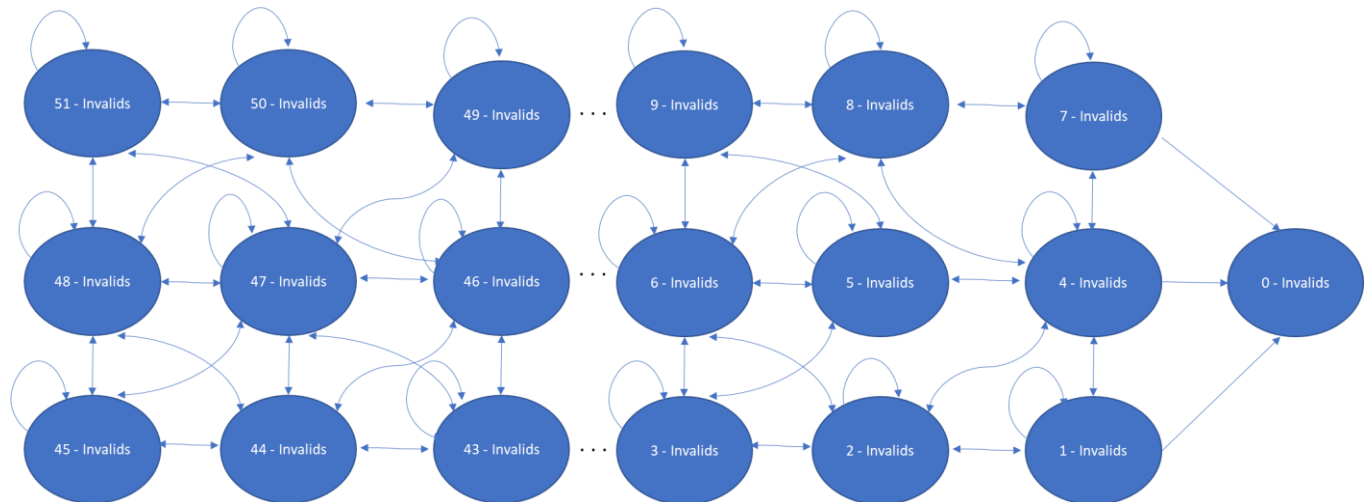 51 - Invalids
50 - Invalids
49 - Invalids
. . .
9 - Invalids
8 - Invalids
7 - Invalids
48 - Invalids
47 - Invalids
46 - Invalids
. . .
6 - Invalids
5 - Invalids
4 - Invalids
0 - Invalids
45 - Invalids
44 - Invalids
43 - Invalids
. . .
3 - Invalids
2 - Invalids
1 - Invalids